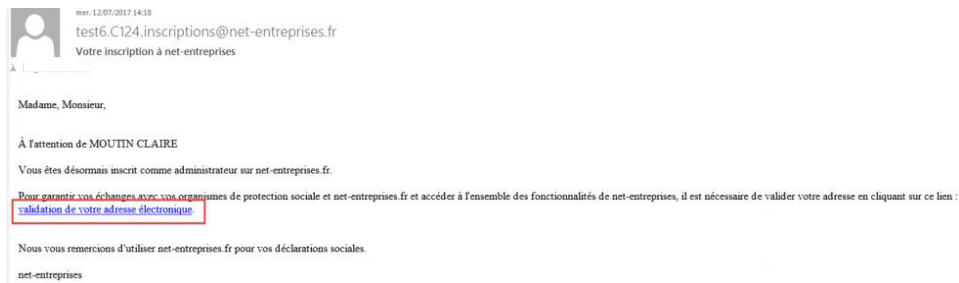 mer. 12/07/2017 14:18
test6.C124.inscriptions@net-entreprises.fr
Votre inscription à net-entreprises
À
Madame, Monsieur,
À l'attention de MOUTIN CLAIRE
Vous êtes désormais inscrit comme administrateur sur net-entreprises.fr.
Pour garantir vos échanges avec vos organismes de protection sociale et net-entreprises.fr et accéder à l'ensemble des fonctionnalités de net-entreprises, il est nécessaire de valider votre adresse en cliquant sur ce lien :
validation de votre adresse électronique.
Nous vous remercions d'utiliser net-entreprises.fr pour vos déclarations sociales.
net-entreprises